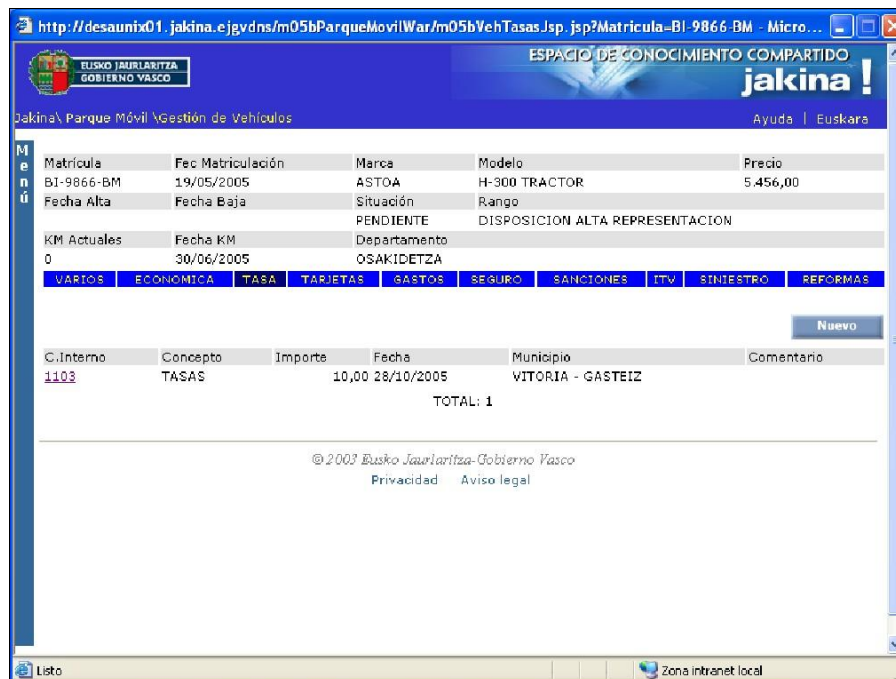 http://desaunix01.jakina.ejgvdns/m05bParqueMovilWar/m05bVehTasasJsp.jsp?Matricula=BI-9866-BM - Micro...
EUSKO JAURLARITZA
GOBIERNO VASCO
ESPACIO DE CONOCIMIENTO COMPARTIDO
jakina !
Jakina\ Parque Móvil \Gestión de Vehículos
Ayuda | Euskara
Menú
Matrícula Fec Matriculación Marca Modelo Precio
BI-9866-BM 19/05/2005 ASTOA H-300 TRACTOR 5.456,00
Fecha Alta Fecha Baja Situación Rango
PENDIENTE DISPOSICION ALTA REPRESENTACION
KM Actuales Fecha KM Departamento
0 30/06/2005 OSAKIDETZA
VARIOS ECONOMICA TASA TARJETAS GASTOS SEGURO SANCIONES ITV SINIESTRO REFORMAS
Nuevo
C.Interno Concepto Importe Fecha Municipio Comentario
1103 TASAS 10,00 28/10/2005 VITORIA - GASTEIZ
TOTAL: 1
© 2003 Eusko Jaurlaritza-Gobierno Vasco
Privacidad Aviso legal
Listo
Zona intranet local